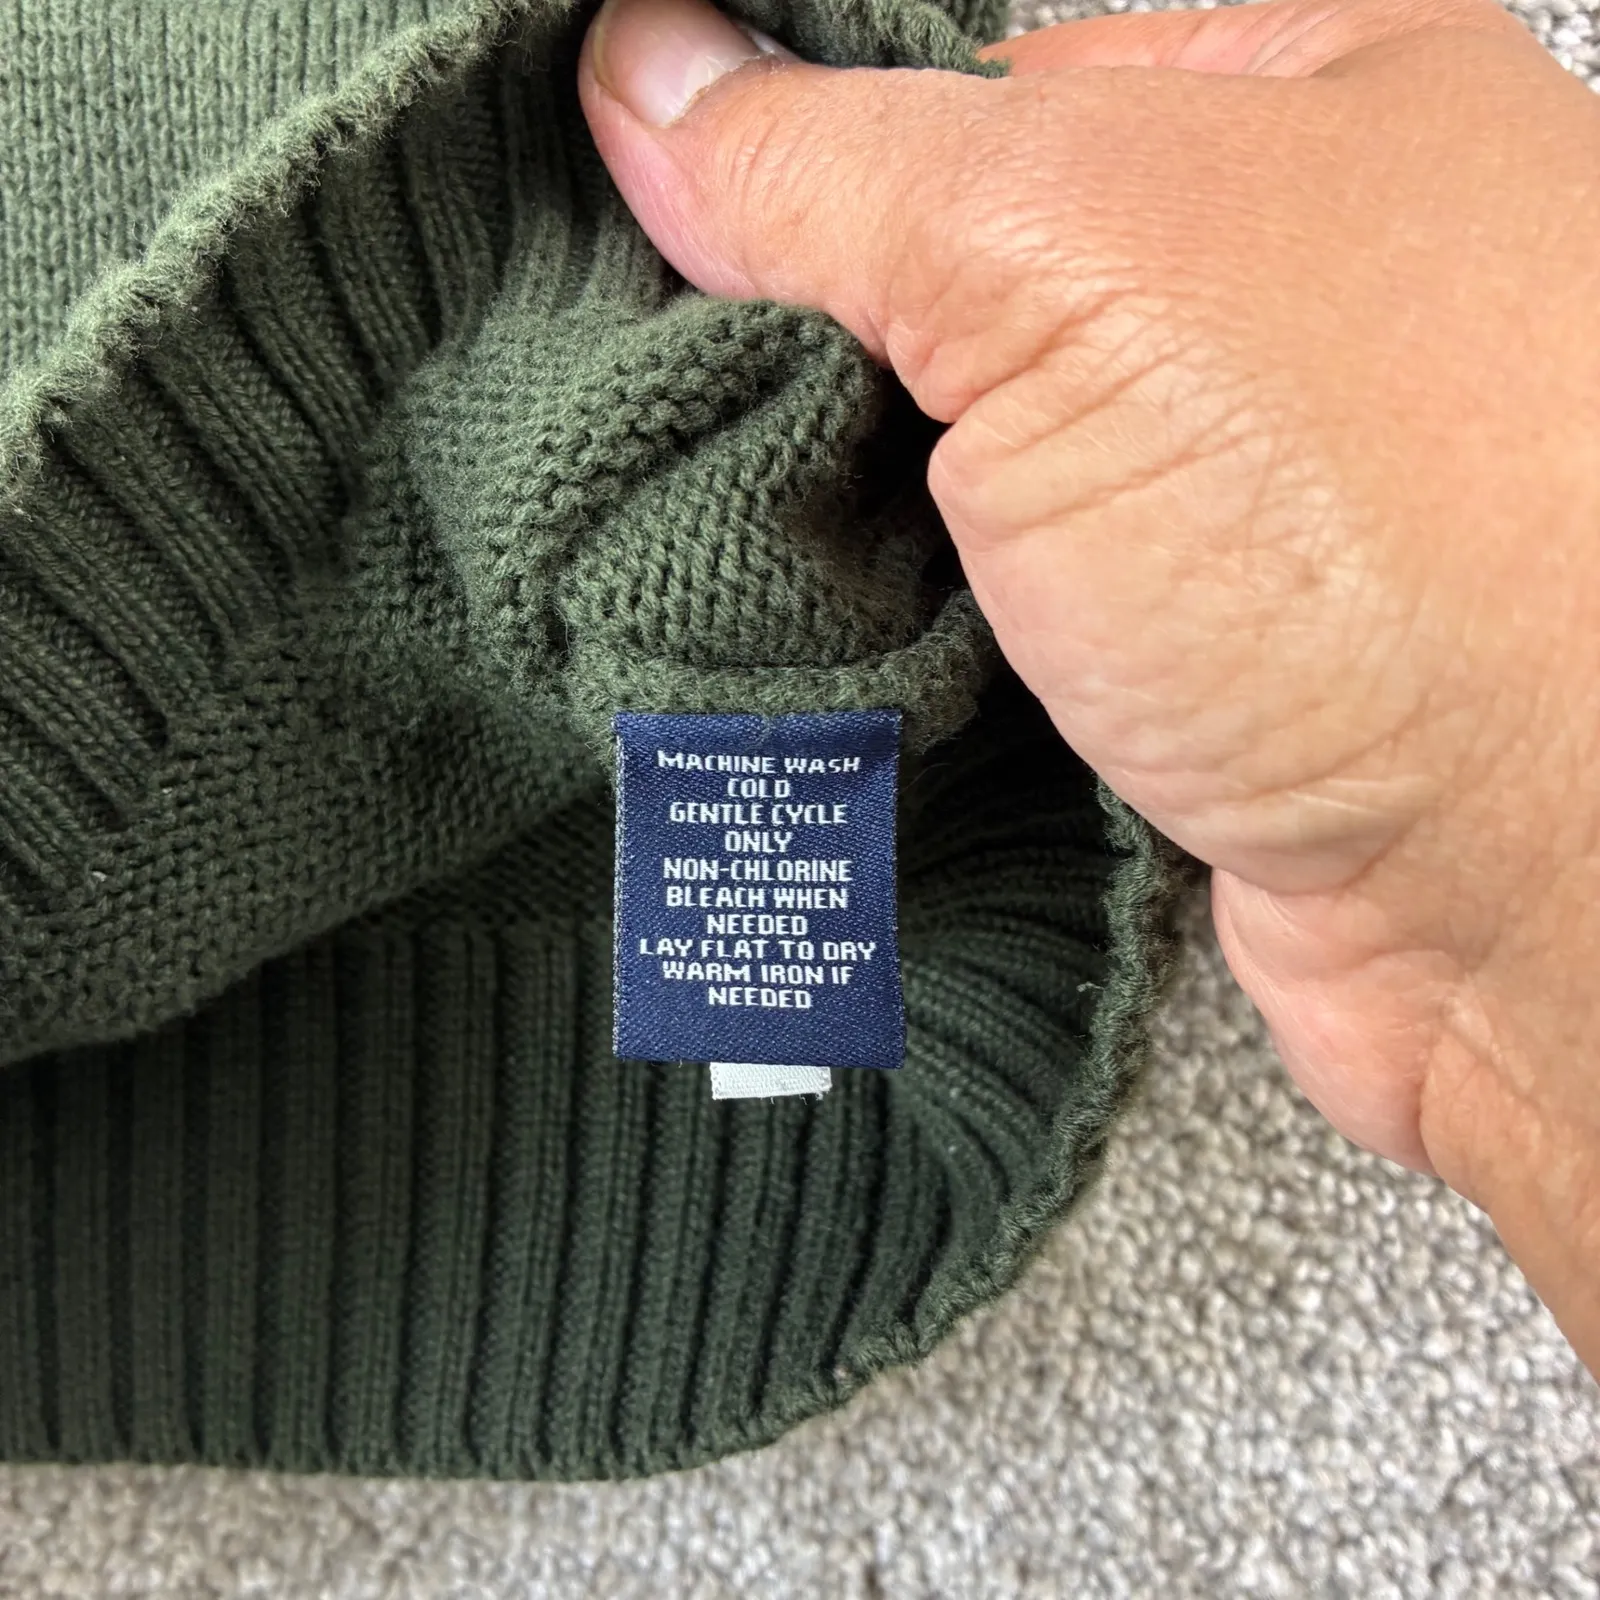 MACHINE WASH
COLD
GENTLE CYCLE
ONLY
NON-CHLORINE
BLEACH WHEN
NEEDED
LAY FLAT TO DRY
WARM IRON IF
NEEDED